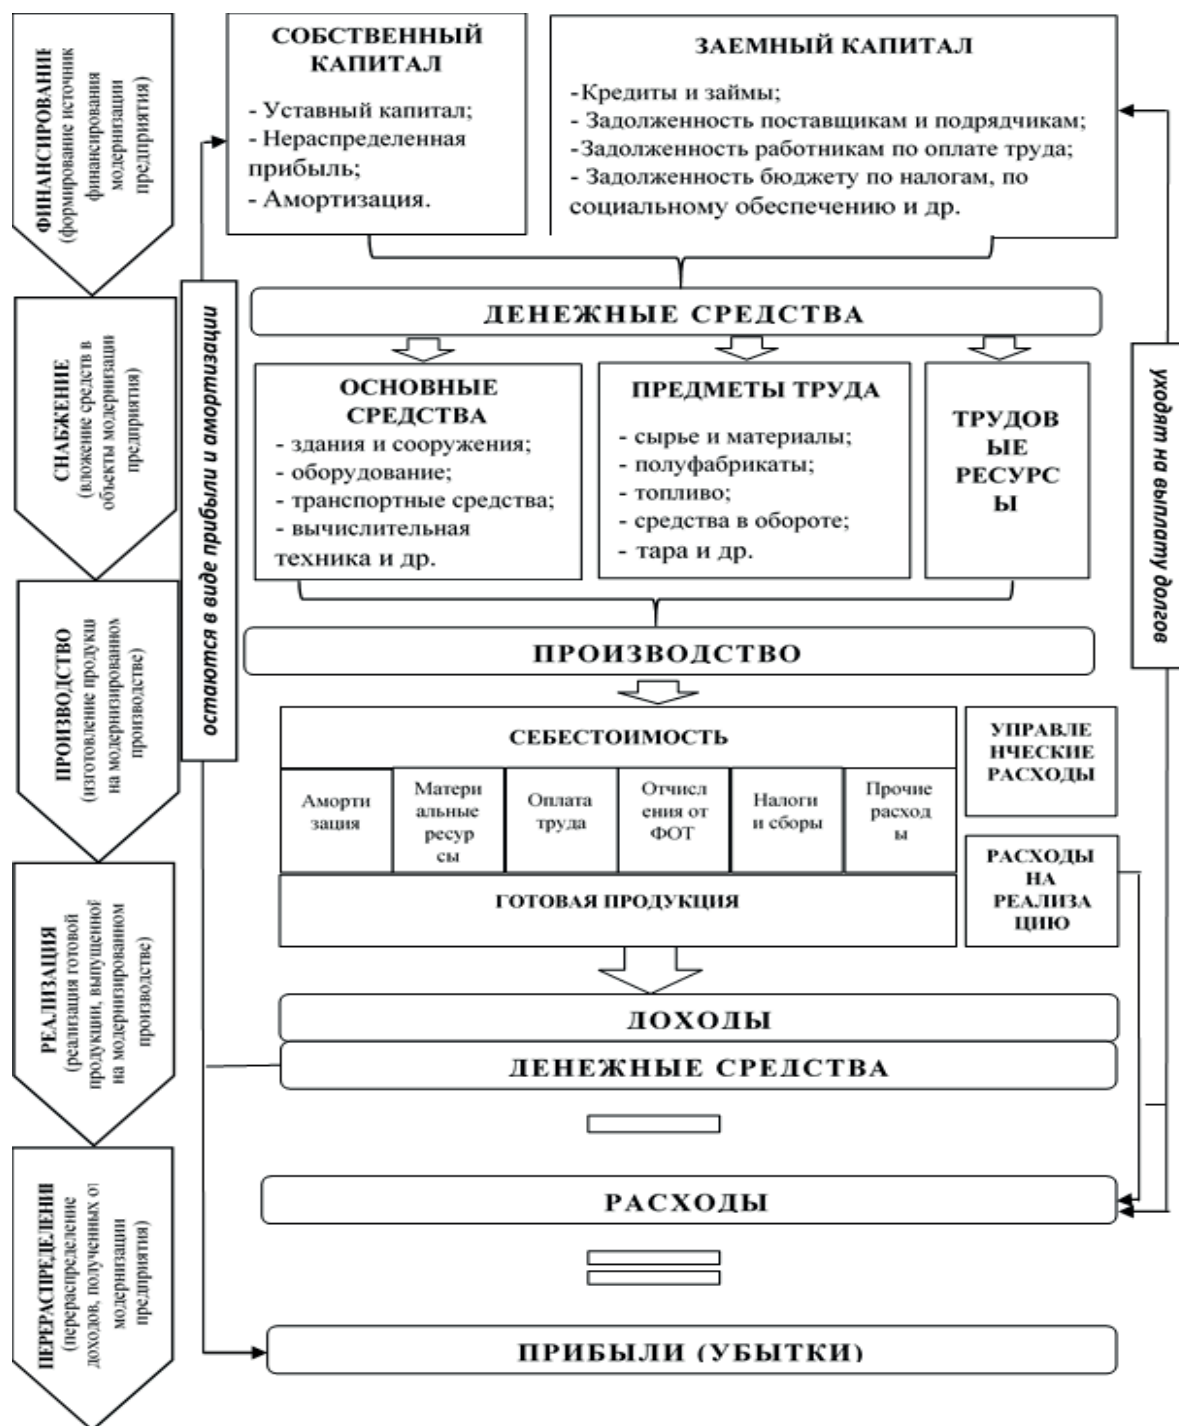 ФИНАНСИРОВАНИЕ
(формирование источник
финансирования
модернизации
предприятия)
СНАБЖЕНИЕ
(вложение средств в
объекты модернизации
предприятия)
ПРОИЗВОДСТВО
(изготовление продукци
на модернизированном
производстве)
РЕАЛИЗАЦИЯ
(реализация готовой
продукции, выпущенной
на модернизированном
производстве)
ПЕРЕРАСПРЕДЕЛЕНИЕ
(перераспределение
доходов, полученных от
модернизации
предприятия)
остаются в виде прибыли и амортизации
СОБСТВЕННЫЙ
КАПИТАЛ
- Уставный капитал;
- Нераспределенная
прибыль;
- Амортизация.
ЗАЕМНЫЙ КАПИТАЛ
-Кредиты и займы;
- Задолженность поставщикам и подрядчикам;
-Задолженность работникам по оплате труда;
- Задолженность бюджету по налогам, по
социальному обеспечению и др.
ДЕНЕЖНЫЕ СРЕДСТВА
ОСНОВНЫЕ
СРЕДСТВА
- здания и сооружения;
- оборудование;
- транспортные средства;
- вычислительная
техника и др.
ПРЕДМЕТЫ ТРУДА
- сырье и материалы;
- полуфабрикаты;
- топливо;
- средства в обороте;
- тара и др.
ТРУДОВ
ЫЕ
РЕСУРС
Ы
ПРОИЗВОДСТВО
СЕБЕСТОИМОСТЬ
Аморти
зация
Матери
альные
ресур
сы
Оплата
труда
Отчисл
ения от
ФОТ
Налоги
и сборы
Прочие
расход
ы
ГОТОВАЯ ПРОДУКЦИЯ
УПРАВЛЕ
НЧЕСКИЕ
РАСХОДЫ
РАСХОДЫ
НА
РЕАЛИЗА
ЦИЮ
ДОХОДЫ
ДЕНЕЖНЫЕ СРЕДСТВА
РАСХОДЫ
ПРИБЫЛИ (УБЫТКИ)
уходят на выплату долгов